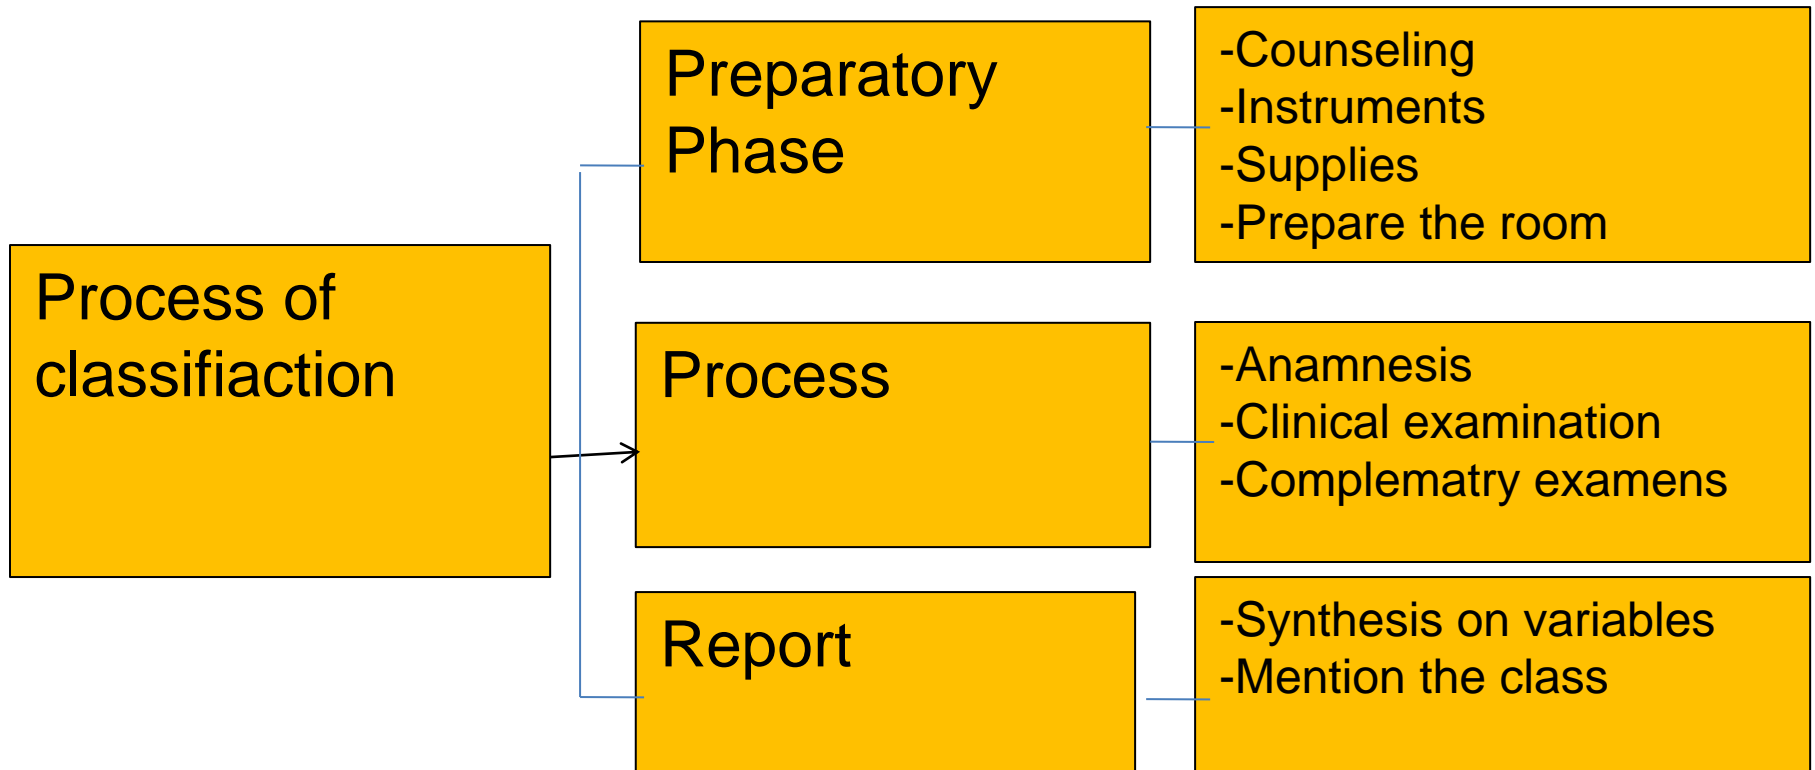 Process of
classifiaction
Preparatory
Phase
-Counseling
-Instruments
-Supplies
-Prepare the room
Process
-Anamnesis
-Clinical examination
-Complematry examens
Report
-Synthesis on variables
-Mention the class